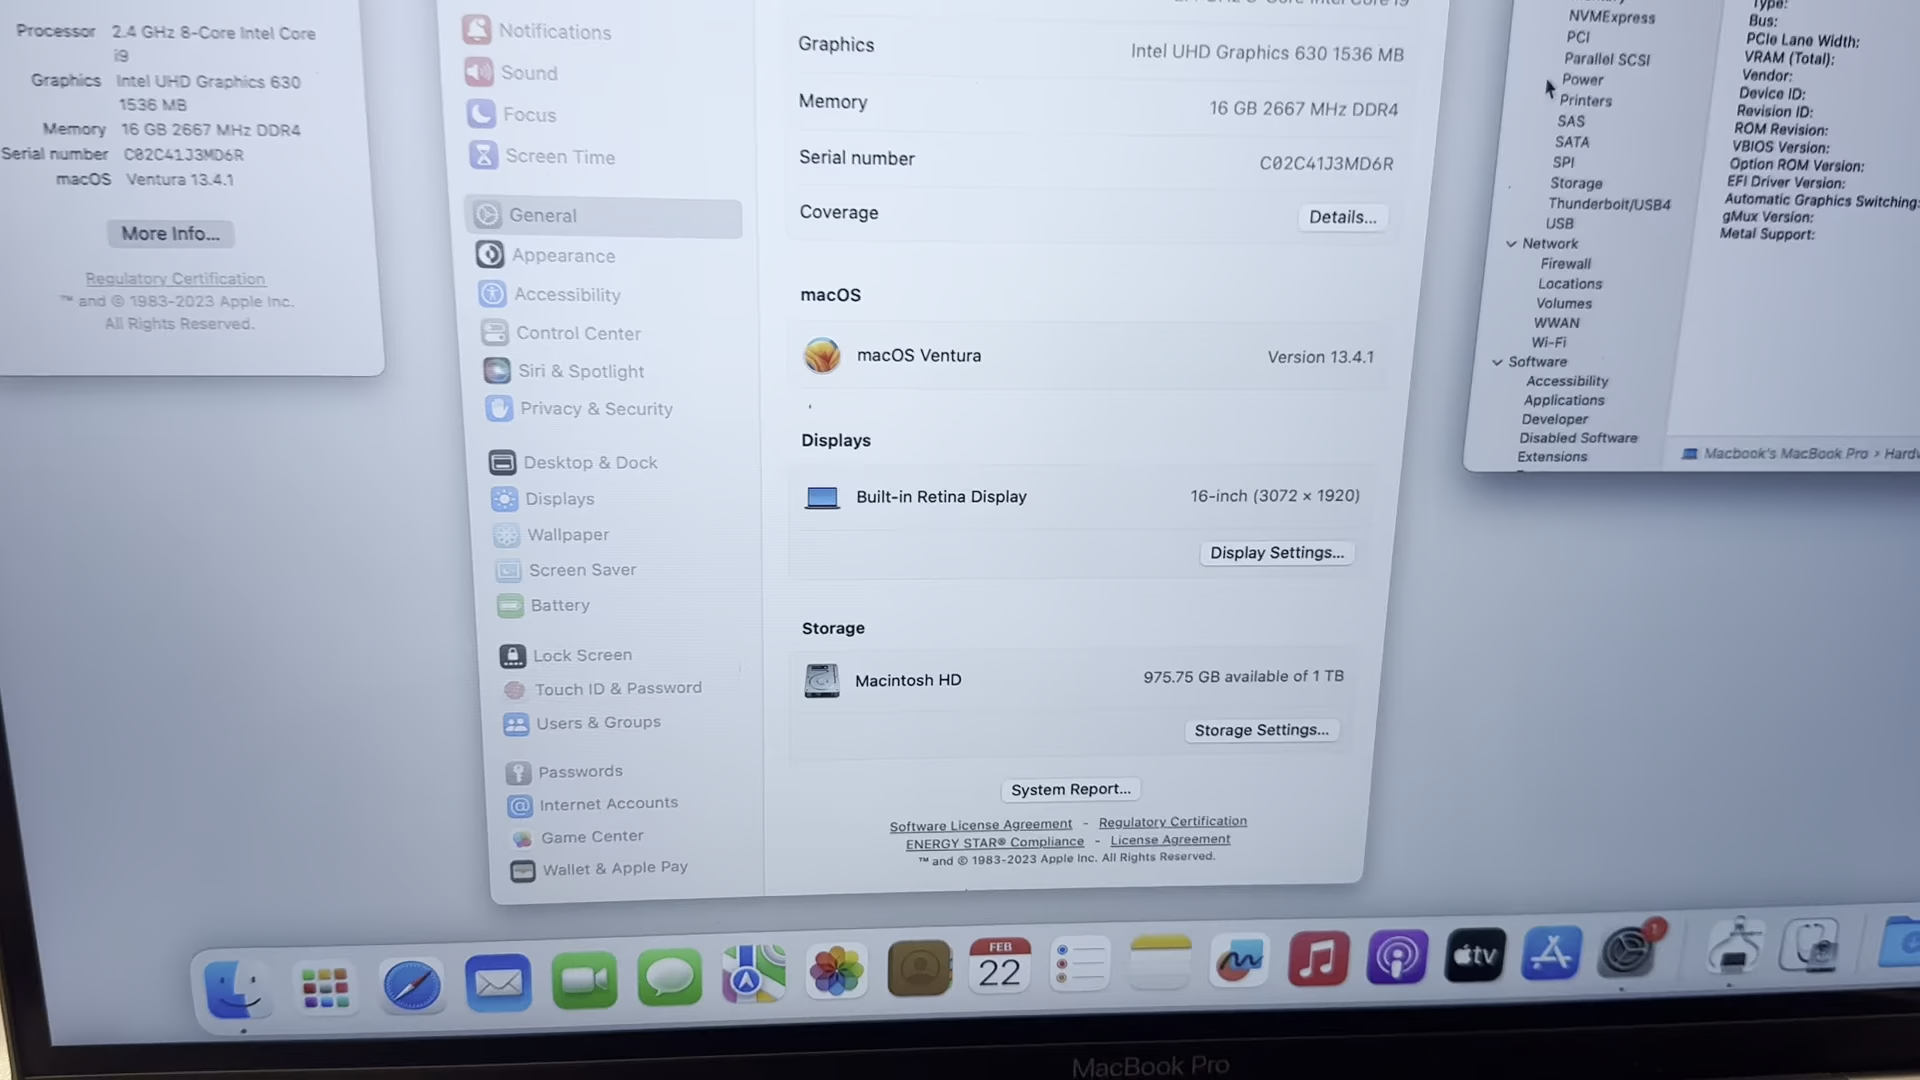 Processor 2.4 GHz 8-Core Intel Core
i9
Graphics Intel UHD Graphics 630
1536 MB
Memory 16 GB 2667 MHz DDR4
Serial number C02C41J3MD6R
macOS Ventura 13.4.1
More Info...
Regulatory Certification
™ and © 1983-2023 Apple Inc.
All Rights Reserved.
Notifications
Sound
Focus
Screen Time
General
Appearance
Accessibility
Control Center
Siri & Spotlight
Privacy & Security
Desktop & Dock
Displays
Wallpaper
Screen Saver
Battery
Lock Screen
Touch ID & Password
Users & Groups
Passwords
Internet Accounts
Game Center
Wallet & Apple Pay
Graphics Intel UHD Graphics 630 1536 MB
Memory 16 GB 2667 MHz DDR4
Serial number C02C41J3MD6R
Coverage Details...
macOS
macOS Ventura Version 13.4.1
Displays
Built-in Retina Display 16-inch (3072 × 1920)
Display Settings...
Storage
Macintosh HD 975.75 GB available of 1 TB
Storage Settings...
System Report...
Software License Agreement - Regulatory Certification
ENERGY STAR® Compliance - License Agreement
™ and © 1983-2023 Apple Inc. All Rights Reserved.
NVMExpress
PCI
Parallel SCSI
Power
Printers
SAS
SATA
SPI
Storage
Thunderbolt/USB4
USB
Network
Firewall
Locations
Volumes
WWAN
Wi-Fi
Software
Accessibility
Applications
Developer
Disabled Software
Extensions
Type:
Bus:
PCIe Lane Width:
VRAM (Total):
Vendor:
Device ID:
Revision ID:
ROM Revision:
VBIOS Version:
Option ROM Version:
EFI Driver Version:
Automatic Graphics Switching:
gMux Version:
Metal Support:
Macbook's MacBook Pro ›
FEB
22
tv
1
MacBook Pro